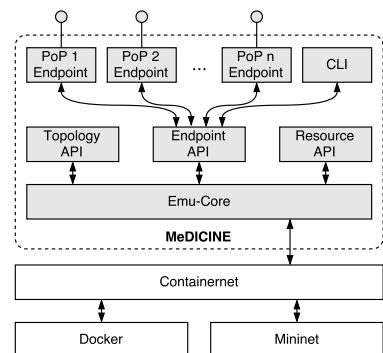 PoP 1
Endpoint
PoP 2
Endpoint
...
PoP n
Endpoint
CLI
Topology
API
Endpoint
API
Resource
API
Emu-Core
MeDICINE
Containernet
Docker
Mininet